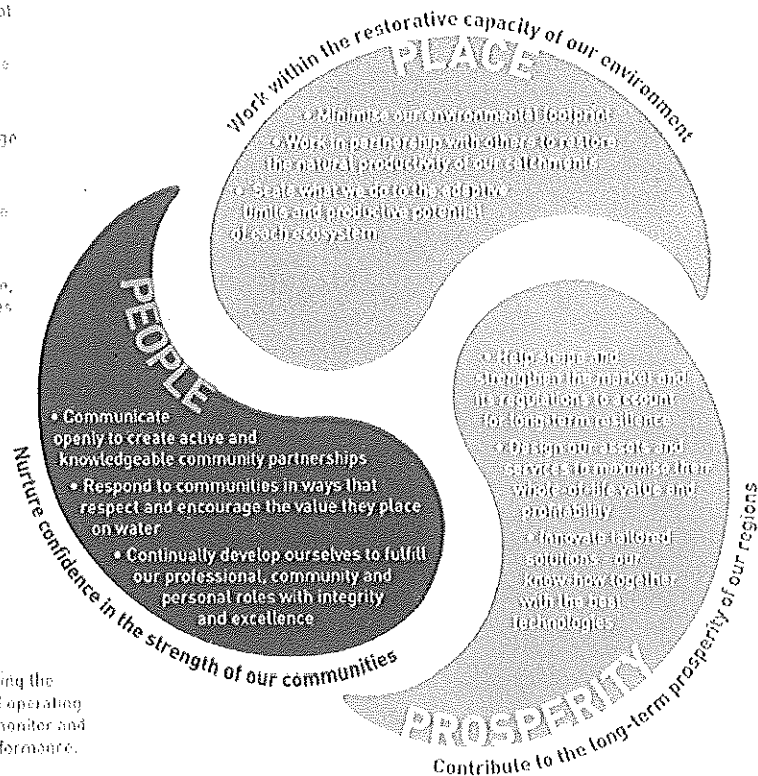 Work within the restorative capacity of our environment
PLACE
• Minimise our environmental footprint
• Work in partnership with others to restore
the natural productivity of our catchments
• Scale what we do to the adaptive
limits and productive potential
of each ecosystem
PEOPLE
• Communicate
openly to create active and
knowledgeable community partnerships
• Respond to communities in ways that
respect and encourage the value they place
on water
• Continually develop ourselves to fulfill
our professional, community and
personal roles with integrity
and excellence
Nurture confidence in the strength of our communities
• Help shape and
strengthen the market and
its regulations to account
for long-term resilience
• Design our assets and
services to maximise their
whole-of-life value and
profitability
• Innovate tailored
solutions – our
knowhow together
with the best
technologies
PROSPERITY
Contribute to the long-term prosperity of our regions
ing the
operating
monitor and
formance.